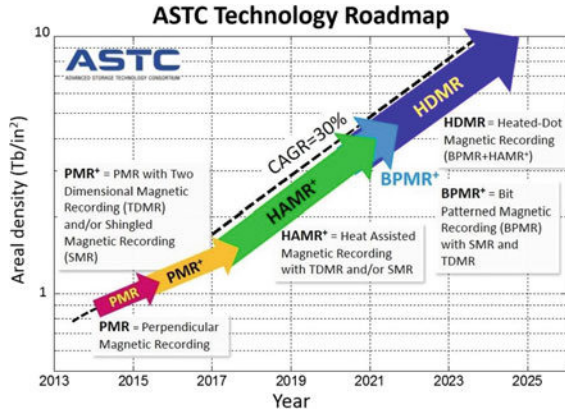 ASTC Technology Roadmap
10
ASTC
ADVANCED STORAGE TECHNOLOGY CONSORTIUM
HDMR
CAGR=30%
HDMR = Heated-Dot
Magnetic Recording
(BPMR+HAMR⁺)
PMR⁺ = PMR with Two
Dimensional Magnetic
Recording (TDMR)
and/or Shingled
Magnetic Recording
(SMR)
HAMR⁺
BPMR⁺
BPMR⁺ = Bit
Patterned Magnetic
Recording (BPMR)
with SMR and
TDMR
HAMR⁺ = Heat Assisted
Magnetic Recording
with TDMR and/or SMR
PMR⁺
PMR
1
PMR = Perpendicular
Magnetic Recording
Areal density (Tb/in²)
2013 2015 2017 2019 2021 2023 2025
Year